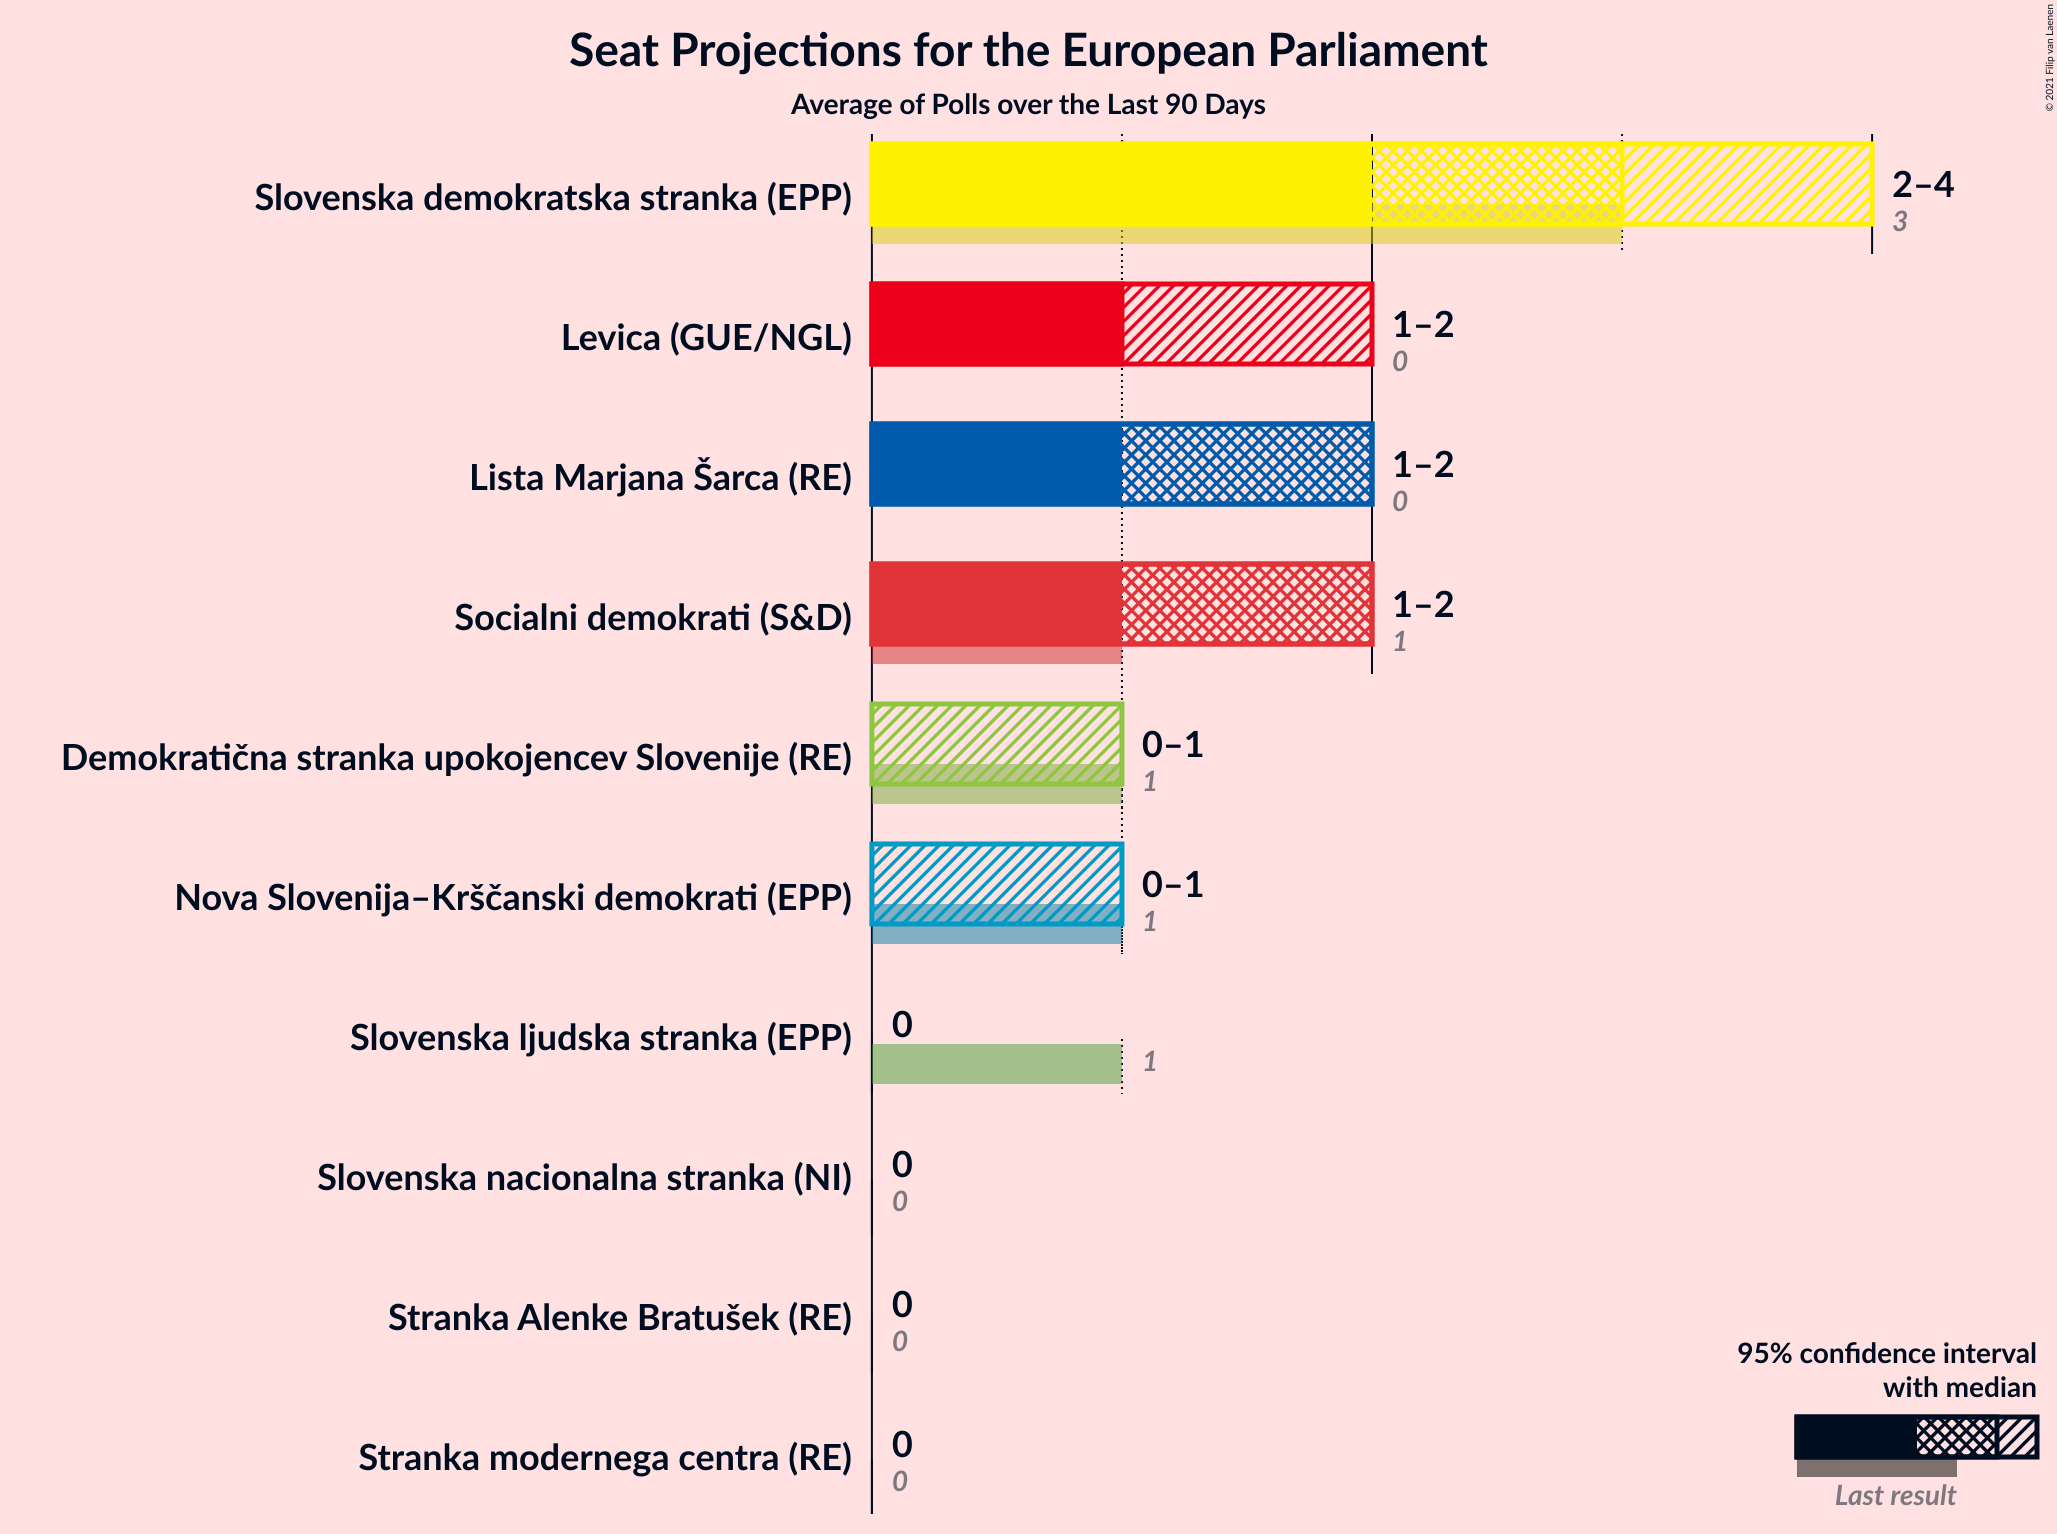 Seat Projections for the European Parliament
Average of Polls over the Last 90 Days
© 2021 Filip van Laenen
Slovenska demokratska stranka (EPP)
2–4
3
Levica (GUE/NGL)
1–2
0
Lista Marjana Šarca (RE)
1–2
0
Socialni demokrati (S&D)
1–2
1
Demokratična stranka upokojencev Slovenije (RE)
0–1
1
Nova Slovenija–Krščanski demokrati (EPP)
0–1
1
Slovenska ljudska stranka (EPP)
0
1
Slovenska nacionalna stranka (NI)
0
0
Stranka Alenke Bratušek (RE)
0
0
Stranka modernega centra (RE)
0
0
95% confidence interval
with median
Last result